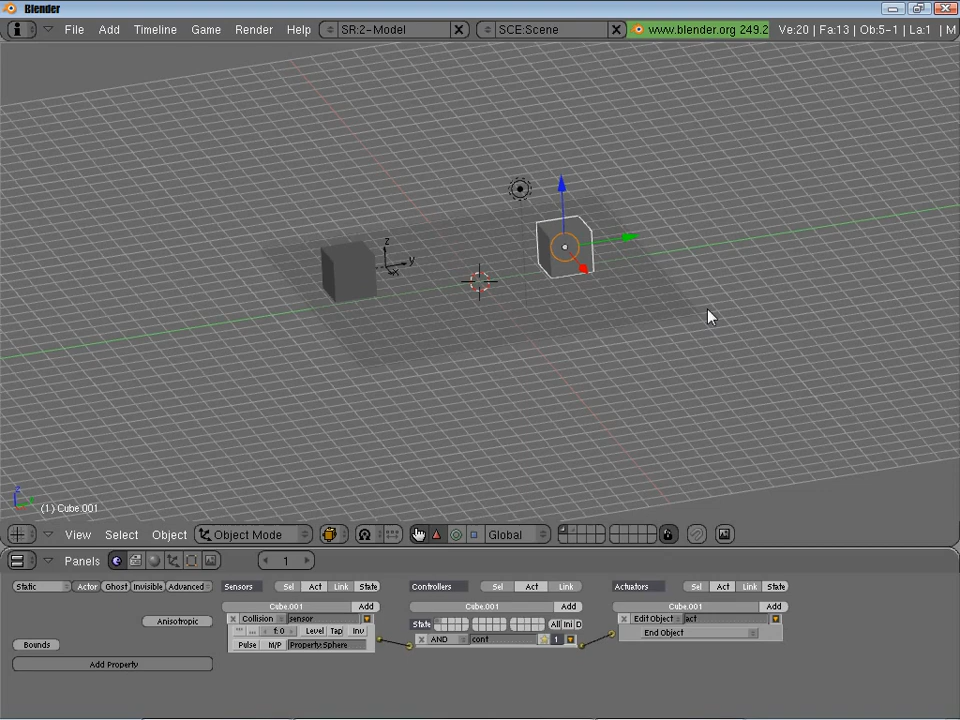 Blender
File Add Timeline Game Render Help SR:2-Model SCE:Scene www.blender.org 249.2 Ve:20 | Fa:13 | Ob:5-1 | La:1 | M
z
y
x
(1) Cube.001
View Select Object Object Mode Global
Panels 1
Static Actor Ghost Invisible Advanced Sensors Sel Act Link State Controllers Sel Act Link Actuators Sel Act Link State
Cube.001 Add Cube.001 Add Cube.001 Add
Anisotropic Collision sensor State All Ini D Edit Object act
f:0 Level Tap Inv AND cont 1 End Object
Bounds Pulse M/P Property:Sphere
Add Property